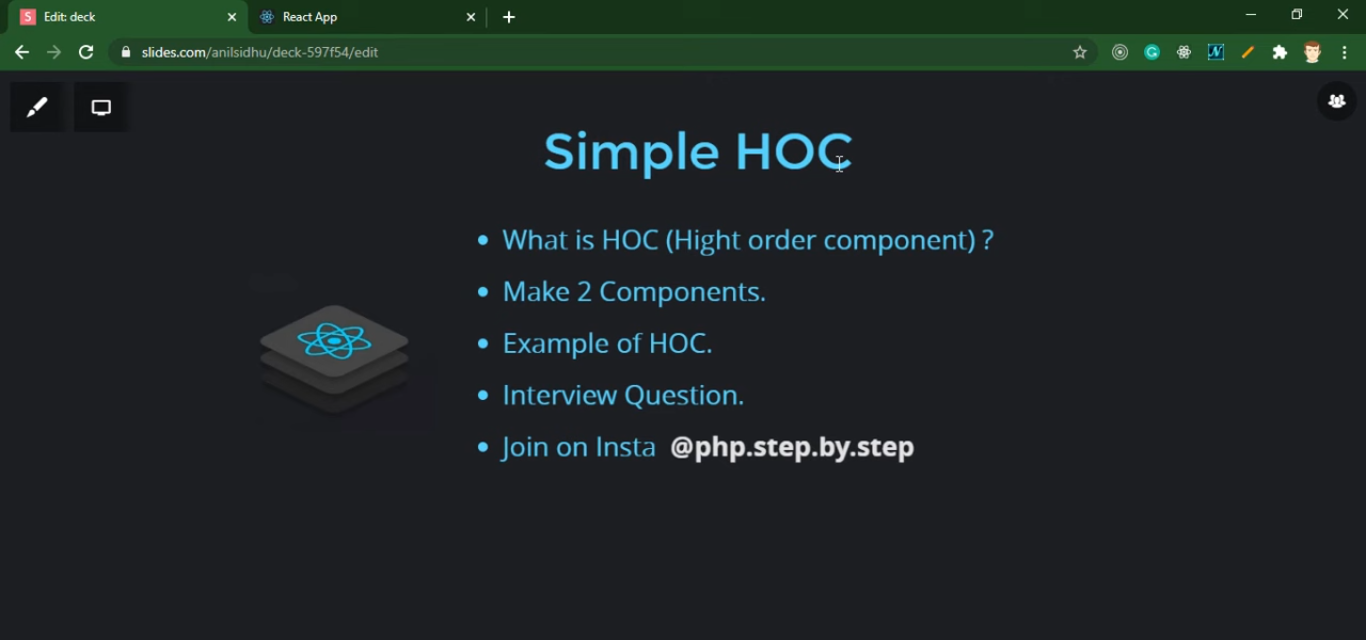 Edit: deck
React App
slides.com/anilsidhu/deck-597f54/edit
Simple HOC
• What is HOC (Hight order component) ?
• Make 2 Components.
• Example of HOC.
• Interview Question.
• Join on Insta @php.step.by.step